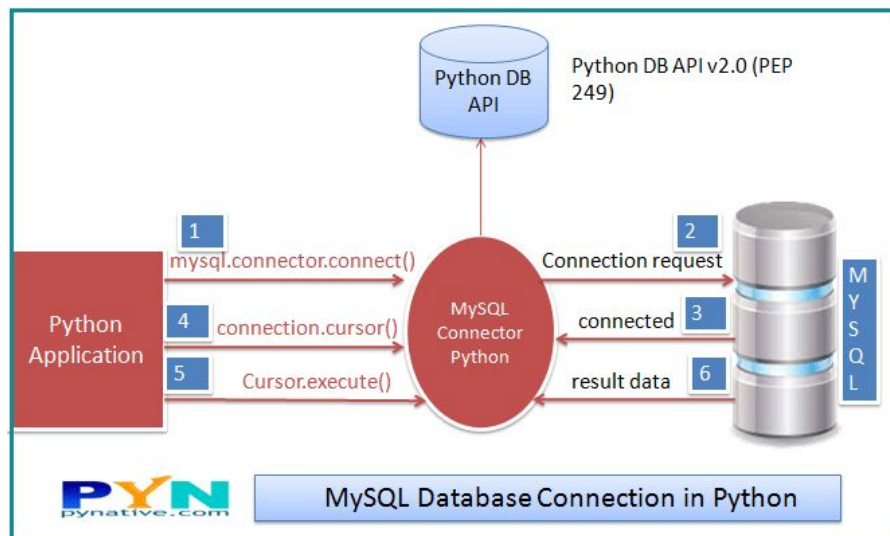 Python DB
API
Python DB API v2.0 (PEP
249)
1
mysql.connector.connect()
2
Connection request
Python
Application
4
connection.cursor()
MySQL
Connector
Python
connected
3
5
Cursor.execute()
result data
6
M
Y
S
Q
L
PYN
pynative.com
MySQL Database Connection in Python